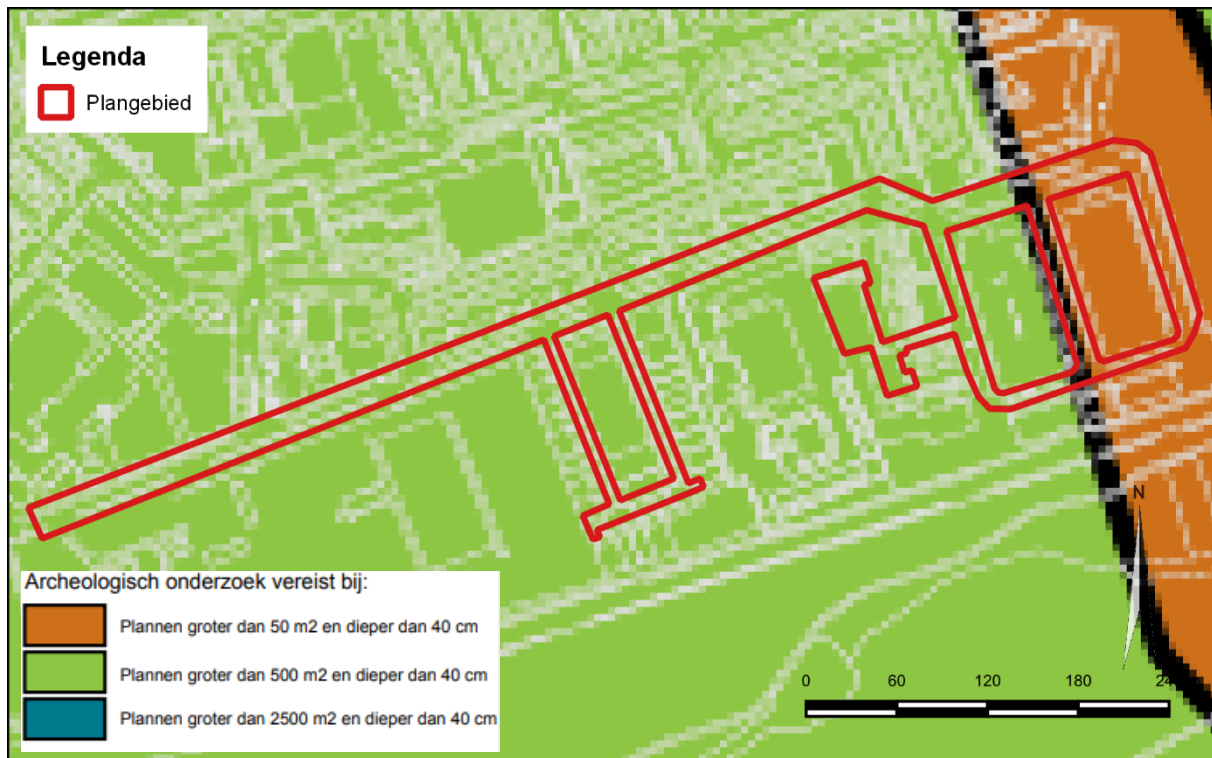 Legenda
Plangebied
N
Archeologisch onderzoek vereist bij:
Plannen groter dan 50 m2 en dieper dan 40 cm
Plannen groter dan 500 m2 en dieper dan 40 cm
Plannen groter dan 2500 m2 en dieper dan 40 cm
0 60 120 180 24